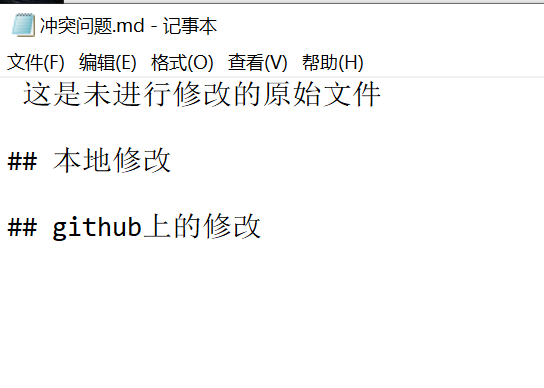 冲突问题.md - 记事本
文件(F) 编辑(E) 格式(O) 查看(V) 帮助(H)
这是未进行修改的原始文件
## 本地修改
## github上的修改